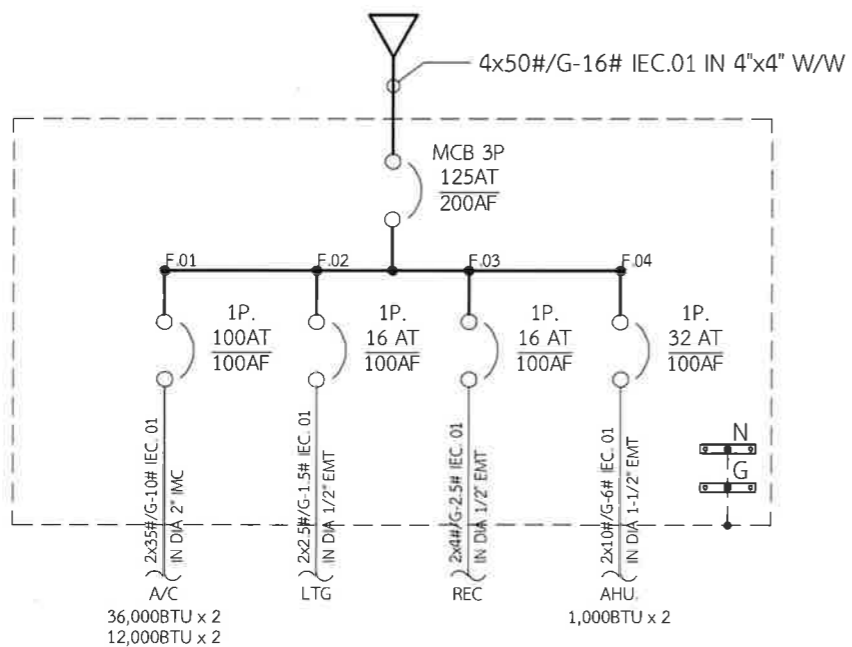 4x50#/G-16# IEC.01 IN 4"x4" W/W
MCB 3P
125AT
200AF
F.01
F.02
F.03
F.04
1P.
100AT
100AF
1P.
16 AT
100AF
1P.
16 AT
100AF
1P.
32 AT
100AF
2x35#/G-10# IEC. 01
IN DIA 2" IMC
2x2.5#/G-1.5# IEC. 01
IN DIA 1/2" EMT
2x4#/G-2.5# IEC. 01
IN DIA 1/2" EMT
2x10#/G-6# IEC. 01
IN DIA 1-1/2" EMT
N
G
A/C
36,000BTU x 2
12,000BTU x 2
LTG
REC
AHU.
1,000BTU x 2